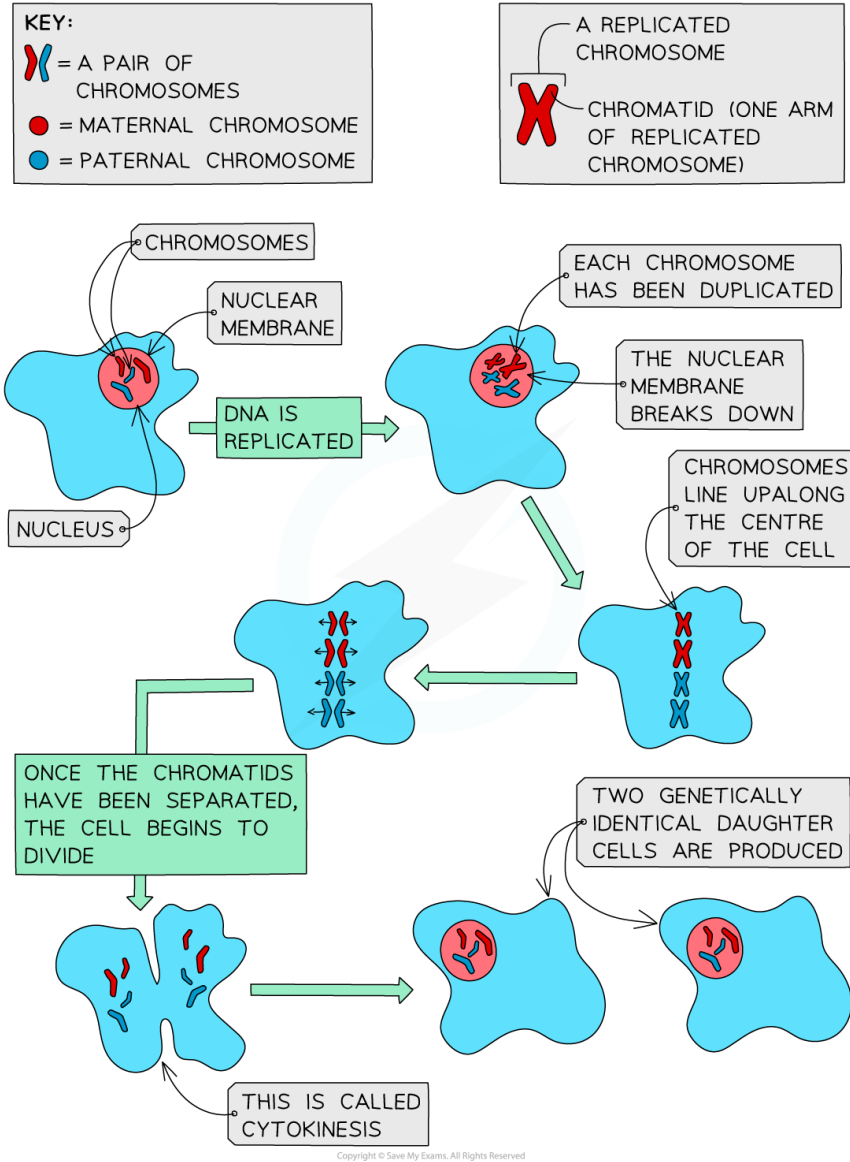 KEY:
= A PAIR OF
CHROMOSOMES
= MATERNAL CHROMOSOME
= PATERNAL CHROMOSOME
A REPLICATED
CHROMOSOME
CHROMATID (ONE ARM
OF REPLICATED
CHROMOSOME)
CHROMOSOMES
NUCLEAR
MEMBRANE
NUCLEUS
DNA IS
REPLICATED
EACH CHROMOSOME
HAS BEEN DUPLICATED
THE NUCLEAR
MEMBRANE
BREAKS DOWN
CHROMOSOMES
LINE UPALONG
THE CENTRE
OF THE CELL
ONCE THE CHROMATIDS
HAVE BEEN SEPARATED,
THE CELL BEGINS TO
DIVIDE
THIS IS CALLED
CYTOKINESIS
TWO GENETICALLY
IDENTICAL DAUGHTER
CELLS ARE PRODUCED
Copyright © Save My Exams. All Rights Reserved